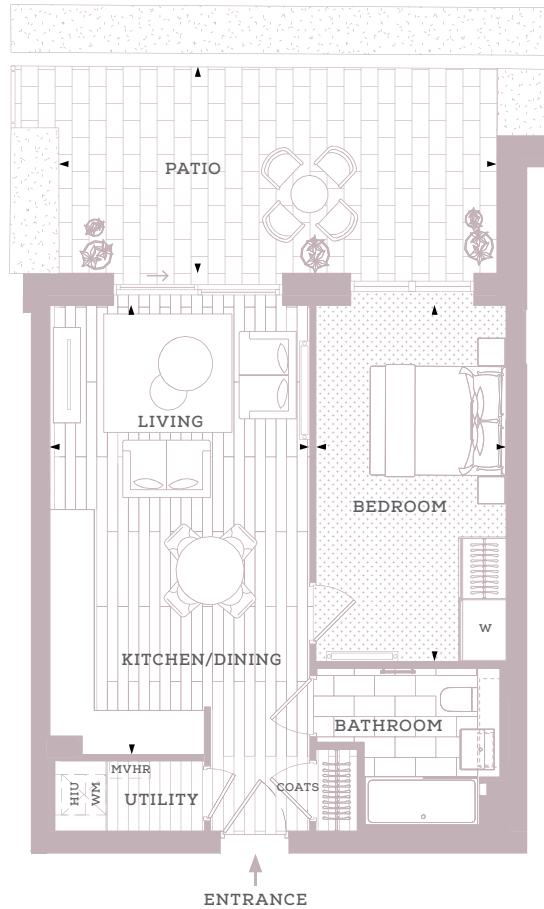 PATIO
LIVING
BEDROOM
W
KITCHEN/DINING
BATHROOM
MVHR
HIU
WM
UTILITY
COATS
ENTRANCE